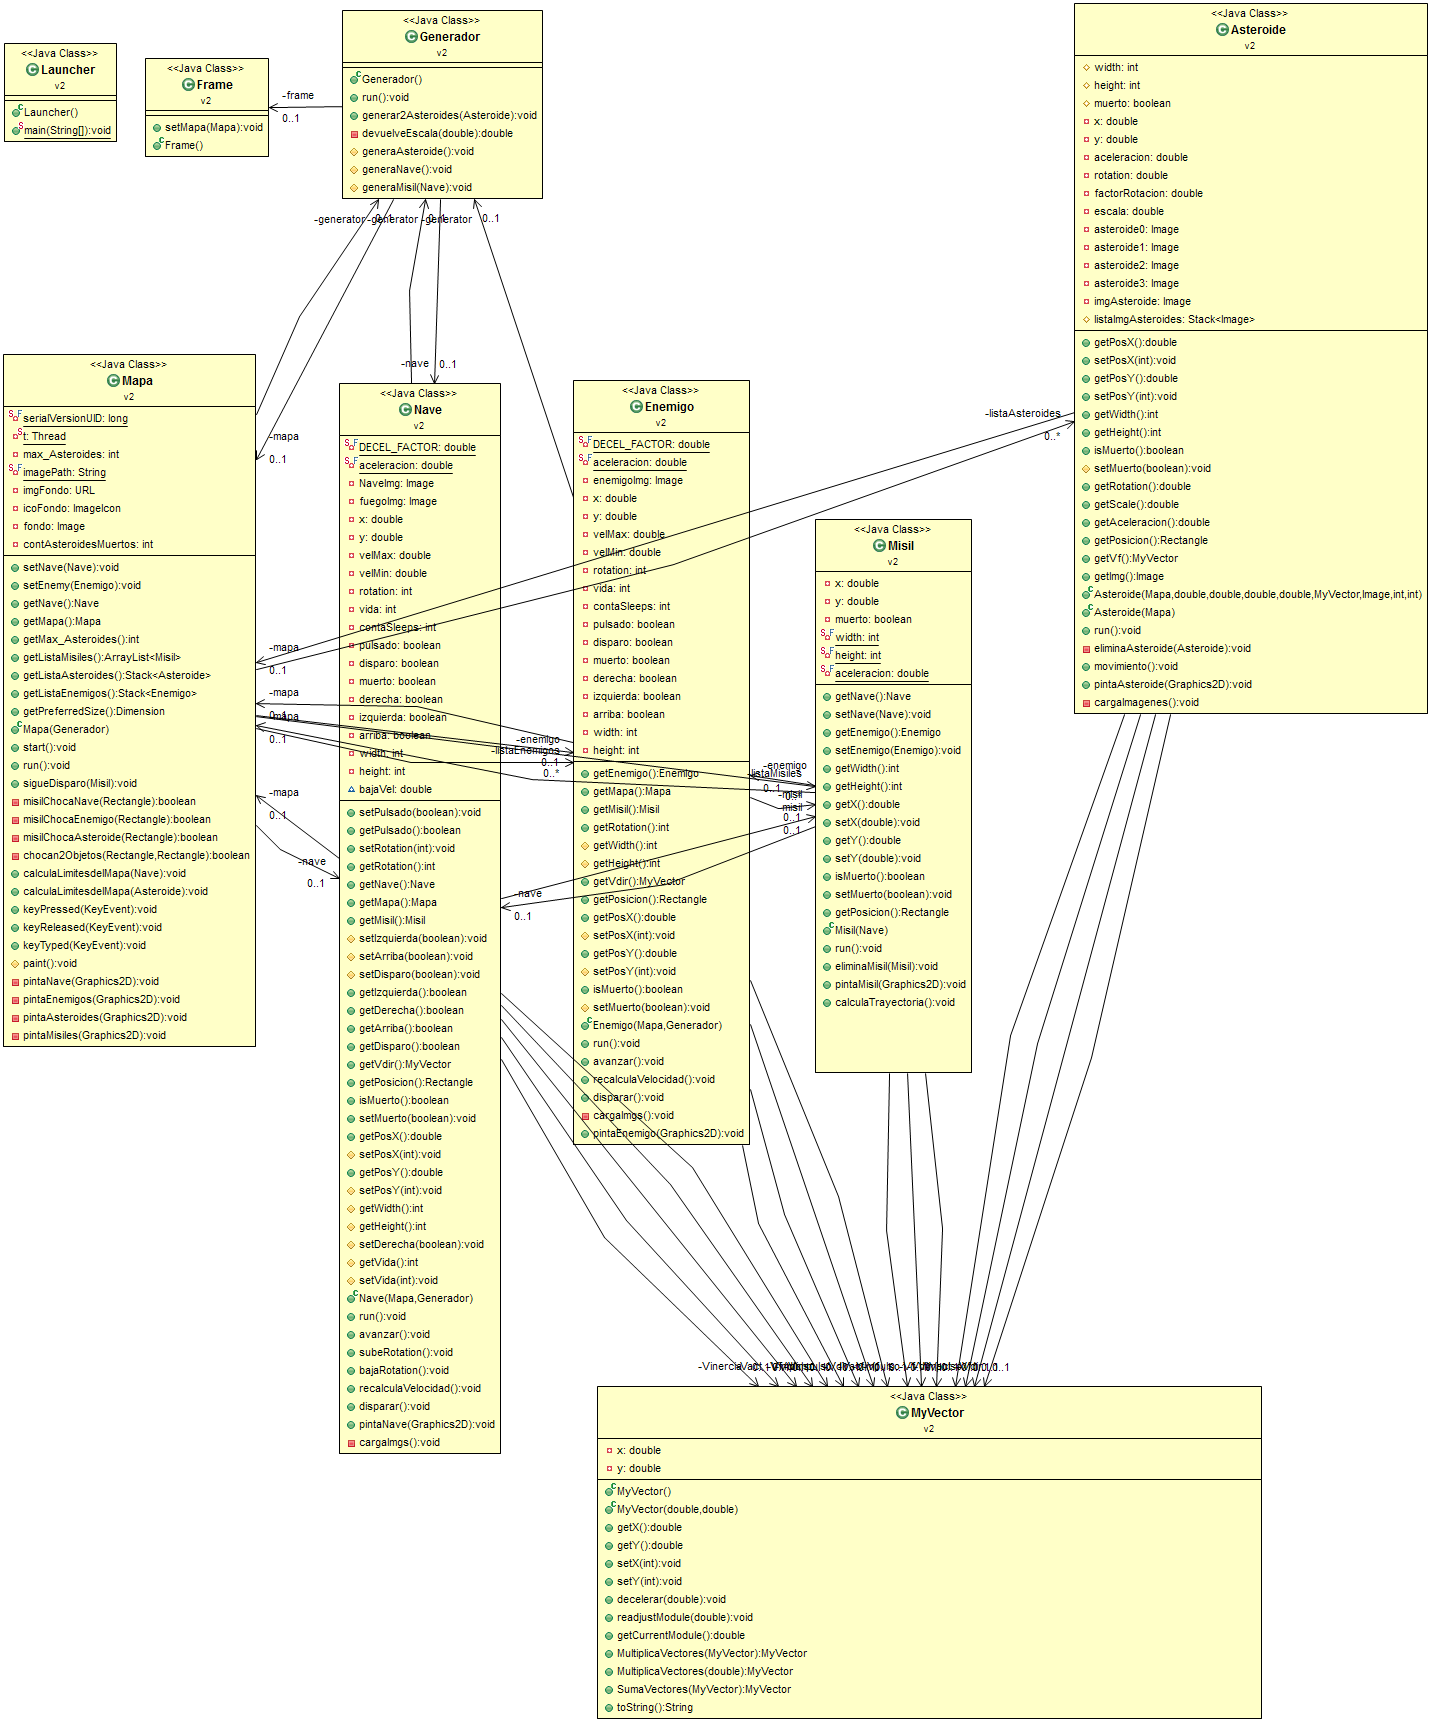 <<Java Class>>
Launcher
v2
Launcher()
main(String[]):void
<<Java Class>>
Frame
v2
setMapa(Mapa):void
Frame()
-frame
0..1
<<Java Class>>
Generador
v2
Generador()
run():void
generar2Asteroides(Asteroide):void
devuelveEscala(double):double
generaAsteroide():void
generaNave():void
generaMisil(Nave):void
-generator
-generator
-generator
0..1
0..1
0..1
<<Java Class>>
Asteroide
v2
width: int
height: int
muerto: boolean
x: double
y: double
aceleracion: double
rotation: double
factorRotacion: double
escala: double
asteroide0: Image
asteroide1: Image
asteroide2: Image
asteroide3: Image
imgAsteroide: Image
listaImgAsteroides: Stack<Image>
getPosX():double
setPosX(int):void
getPosY():double
setPosY(int):void
getWidth():int
getHeight():int
isMuerto():boolean
setMuerto(boolean):void
getRotation():double
getScale():double
getAceleracion():double
getPosicion():Rectangle
getVf():MyVector
getImg():Image
Asteroide(Mapa,double,double,double,double,MyVector,Image,int,int)
Asteroide(Mapa)
run():void
eliminaAsteroide(Asteroide):void
movimiento():void
pintaAsteroide(Graphics2D):void
cargaImagenes():void
-listaAsteroides
0..*
<<Java Class>>
Mapa
v2
serialVersionUID: long
t: Thread
max_Asteroides: int
imagePath: String
imgFondo: URL
icoFondo: ImageIcon
fondo: Image
contAsteroidesMuertos: int
setNave(Nave):void
setEnemy(Enemigo):void
getNave():Nave
getMapa():Mapa
getMax_Asteroides():int
getListaMisiles():ArrayList<Misil>
getListaAsteroides():Stack<Asteroide>
getListaEnemigos():Stack<Enemigo>
getPreferredSize():Dimension
Mapa(Generador)
start():void
run():void
sigueDisparo(Misil):void
misilChocaNave(Rectangle):boolean
misilChocaEnemigo(Rectangle):boolean
misilChocaAsteroide(Rectangle):boolean
chocan2Objetos(Rectangle,Rectangle):boolean
calculaLimitesdelMapa(Nave):void
calculaLimitesdelMapa(Asteroide):void
keyPressed(KeyEvent):void
keyReleased(KeyEvent):void
keyTyped(KeyEvent):void
paint():void
pintaNave(Graphics2D):void
pintaEnemigos(Graphics2D):void
pintaAsteroides(Graphics2D):void
pintaMisiles(Graphics2D):void
-mapa
0..1
-mapa
0..1
-mapa
0..1
-mapa
0..1
-mapa
0..1
-nave
0..1
-nave
0..1
<<Java Class>>
Nave
v2
DECEL_FACTOR: double
aceleracion: double
NaveImg: Image
fuegoImg: Image
x: double
y: double
velMax: double
velMin: double
rotation: int
vida: int
contaSleeps: int
pulsado: boolean
disparo: boolean
muerto: boolean
derecha: boolean
izquierda: boolean
arriba: boolean
width: int
height: int
bajaVel: double
setPulsado(boolean):void
getPulsado():boolean
setRotation(int):void
getRotation():int
getNave():Nave
getMapa():Mapa
getMisil():Misil
setIzquierda(boolean):void
setArriba(boolean):void
setDisparo(boolean):void
getIzquierda():boolean
getDerecha():boolean
getArriba():boolean
getDisparo():boolean
getVdir():MyVector
getPosicion():Rectangle
isMuerto():boolean
setMuerto(boolean):void
getPosX():double
setPosX(int):void
getPosY():double
setPosY(int):void
getWidth():int
getHeight():int
setDerecha(boolean):void
getVida():int
setVida(int):void
Nave(Mapa,Generador)
run():void
avanzar():void
subeRotation():void
bajaRotation():void
recalculaVelocidad():void
disparar():void
pintaNave(Graphics2D):void
cargaImgs():void
<<Java Class>>
Enemigo
v2
DECEL_FACTOR: double
aceleracion: double
enemigoImg: Image
x: double
y: double
velMax: double
velMin: double
rotation: int
vida: int
contaSleeps: int
pulsado: boolean
disparo: boolean
muerto: boolean
derecha: boolean
izquierda: boolean
arriba: boolean
width: int
height: int
getEnemigo():Enemigo
getMapa():Mapa
getMisil():Misil
getRotation():int
getWidth():int
getHeight():int
getVdir():MyVector
getPosicion():Rectangle
getPosX():double
setPosX(int):void
getPosY():double
setPosY(int):void
isMuerto():boolean
setMuerto(boolean):void
Enemigo(Mapa,Generador)
run():void
avanzar():void
recalculaVelocidad():void
disparar():void
cargaImgs():void
pintaEnemigo(Graphics2D):void
-enemigo
-listaEnemigos
0..1
0..*
-enemigo
-listaMisiles
0..1
-misil
-misil
0..1
0..1
-nave
0..1
<<Java Class>>
Misil
v2
x: double
y: double
muerto: boolean
width: int
height: int
aceleracion: double
getNave():Nave
setNave(Nave):void
getEnemigo():Enemigo
setEnemigo(Enemigo):void
getWidth():int
getHeight():int
getX():double
setX(double):void
getY():double
setY(double):void
isMuerto():boolean
setMuerto(boolean):void
getPosicion():Rectangle
Misil(Nave)
run():void
eliminaMisil(Misil):void
pintaMisil(Graphics2D):void
calculaTrayectoria():void
<<Java Class>>
MyVector
v2
x: double
y: double
MyVector()
MyVector(double,double)
getX():double
getY():double
setX(int):void
setY(int):void
decelerar(double):void
readjustModule(double):void
getCurrentModule():double
MultiplicaVectores(MyVector):MyVector
MultiplicaVectores(double):MyVector
SumaVectores(MyVector):MyVector
toString():String